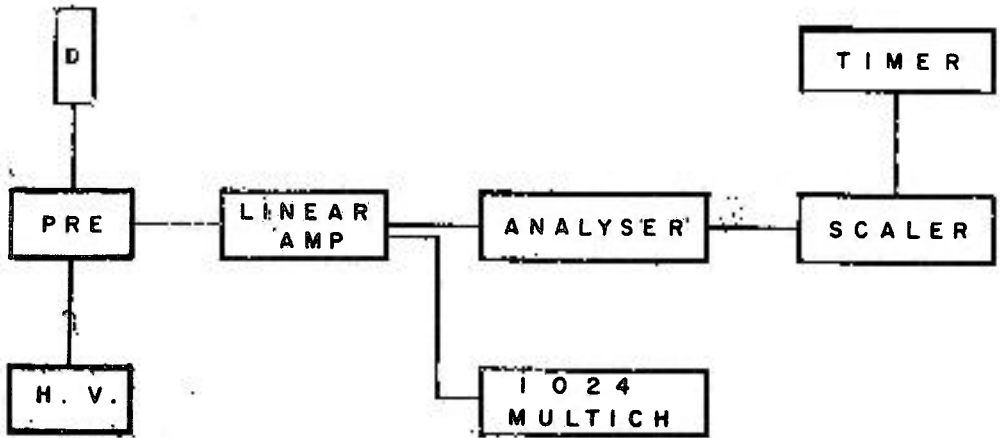 D
TIMER
PRE
LINEAR
AMP
ANALYSER
SCALER
H. V.
1024
MULTICH